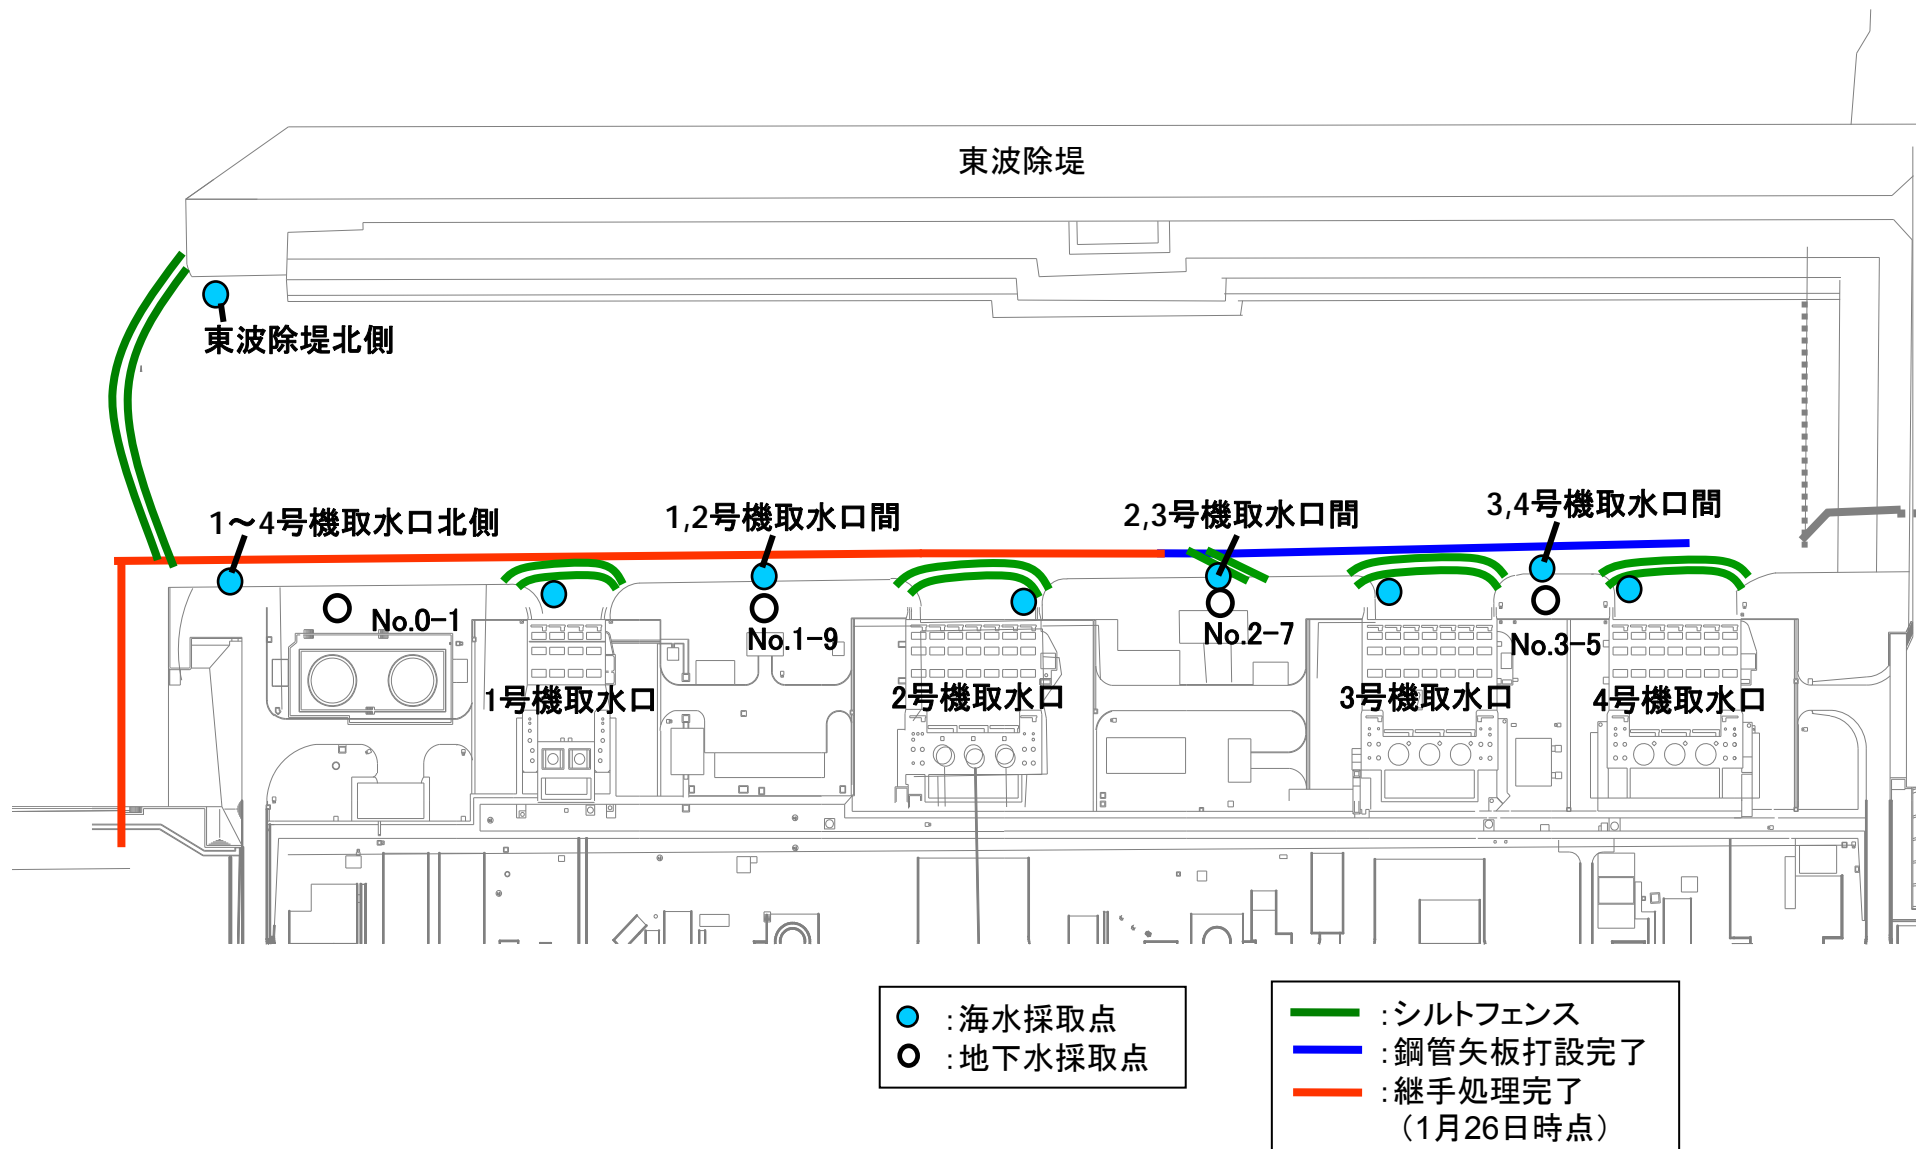 東波除堤
東波除堤北側
1～4号機取水口北側
1,2号機取水口間
2,3号機取水口間
3,4号機取水口間
No.0-1
No.1-9
No.2-7
No.3-5
1号機取水口
2号機取水口
3号機取水口
4号機取水口
：海水採取点
：地下水採取点
：シルトフェンス
：鋼管矢板打設完了
：継手処理完了
（1月26日時点）